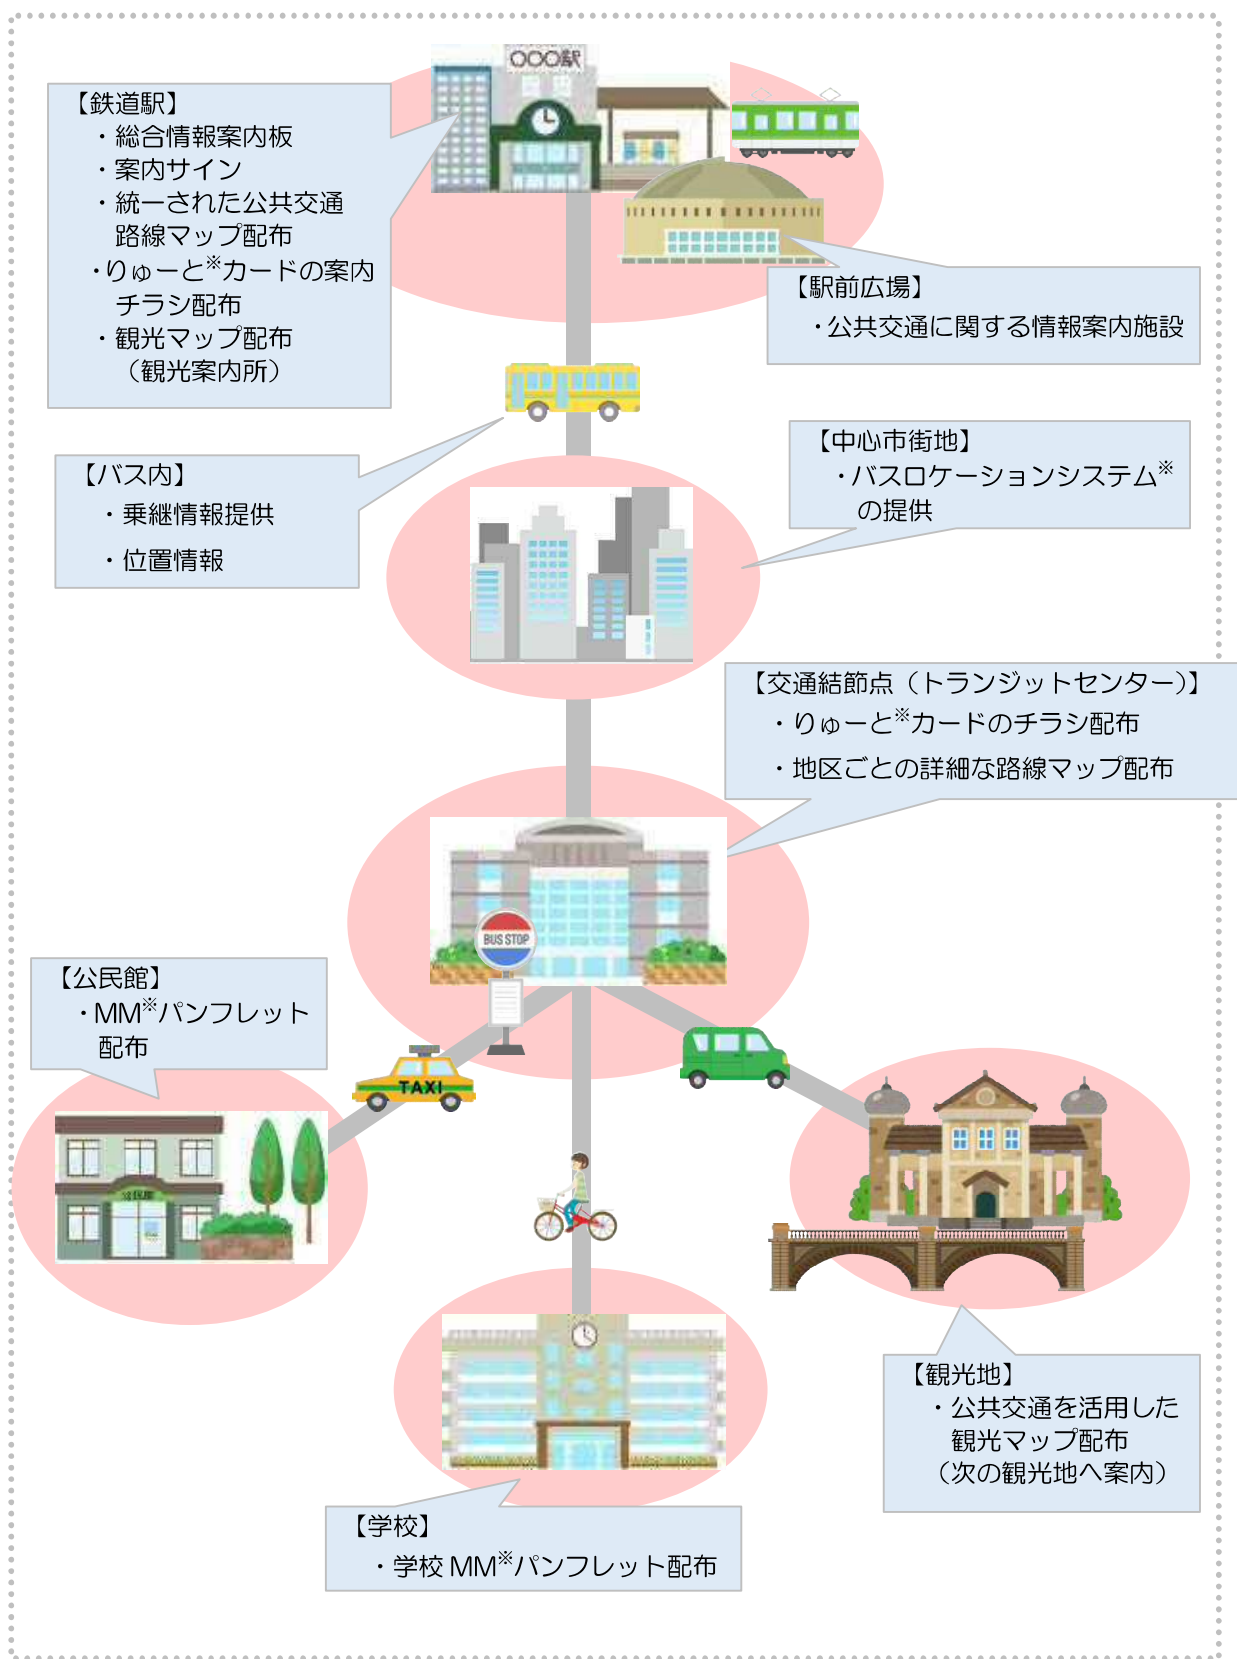 〇〇〇駅
【鉄道駅】
・総合情報案内板
・案内サイン
・統一された公共交通
路線マップ配布
・りゅーと※カードの案内
チラシ配布
・観光マップ配布
（観光案内所）
【駅前広場】
・公共交通に関する情報案内施設
【バス内】
・乗継情報提供
・位置情報
【中心市街地】
・バスロケーションシステム※
の提供
【交通結節点（トランジットセンター）】
・りゅーと※カードのチラシ配布
・地区ごとの詳細な路線マップ配布
BUS STOP
【公民館】
・MM※パンフレット
配布
TAXI
公民館
【観光地】
・公共交通を活用した
観光マップ配布
（次の観光地へ案内）
【学校】
・学校 MM※パンフレット配布